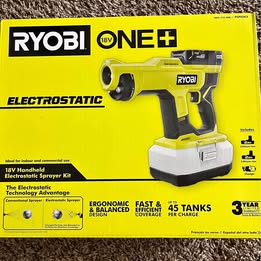 RYOBI 18V ONE+
RYOBI
ELECTROSTATIC
Ideal for indoor and commercial use
18V Handheld
Electrostatic Sprayer Kit
The Electrostatic
Technology Advantage
Conventional Sprayer
Electrostatic Sprayer
ERGONOMIC
& BALANCED
DESIGN
FAST &
EFFICIENT
COVERAGE
UP TO
45 TANKS
PER CHARGE
Includes
3 YEAR